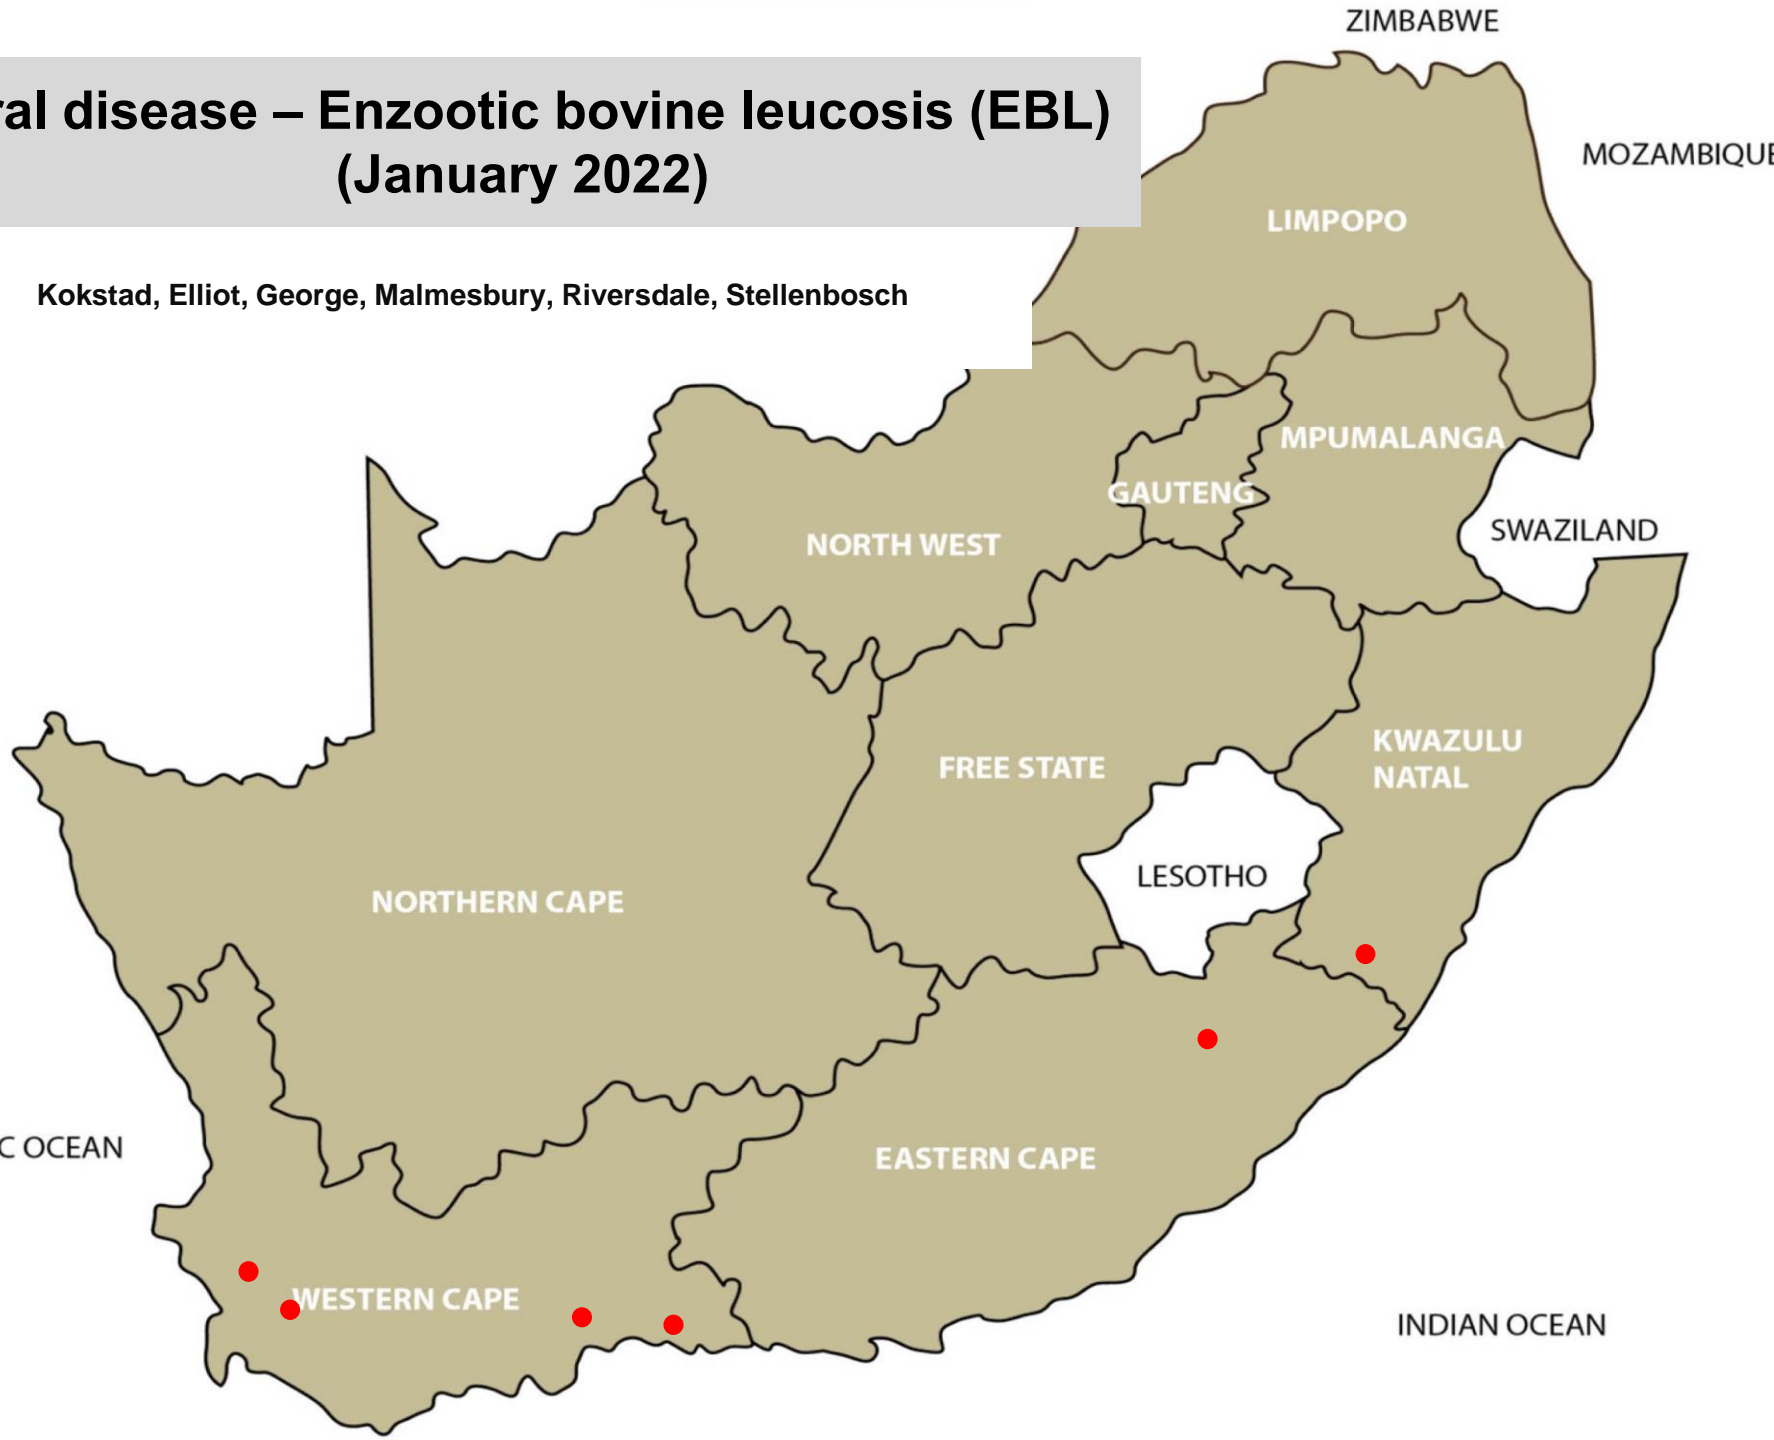 ZIMBABWE
ral disease – Enzootic bovine leucosis (EBL)
(January 2022)
MOZAMBIQUE
LIMPOPO
Kokstad, Elliot, George, Malmesbury, Riversdale, Stellenbosch
MPUMALANGA
GAUTENG
SWAZILAND
NORTH WEST
KWAZULU
NATAL
FREE STATE
LESOTHO
NORTHERN CAPE
C OCEAN
EASTERN CAPE
WESTERN CAPE
INDIAN OCEAN